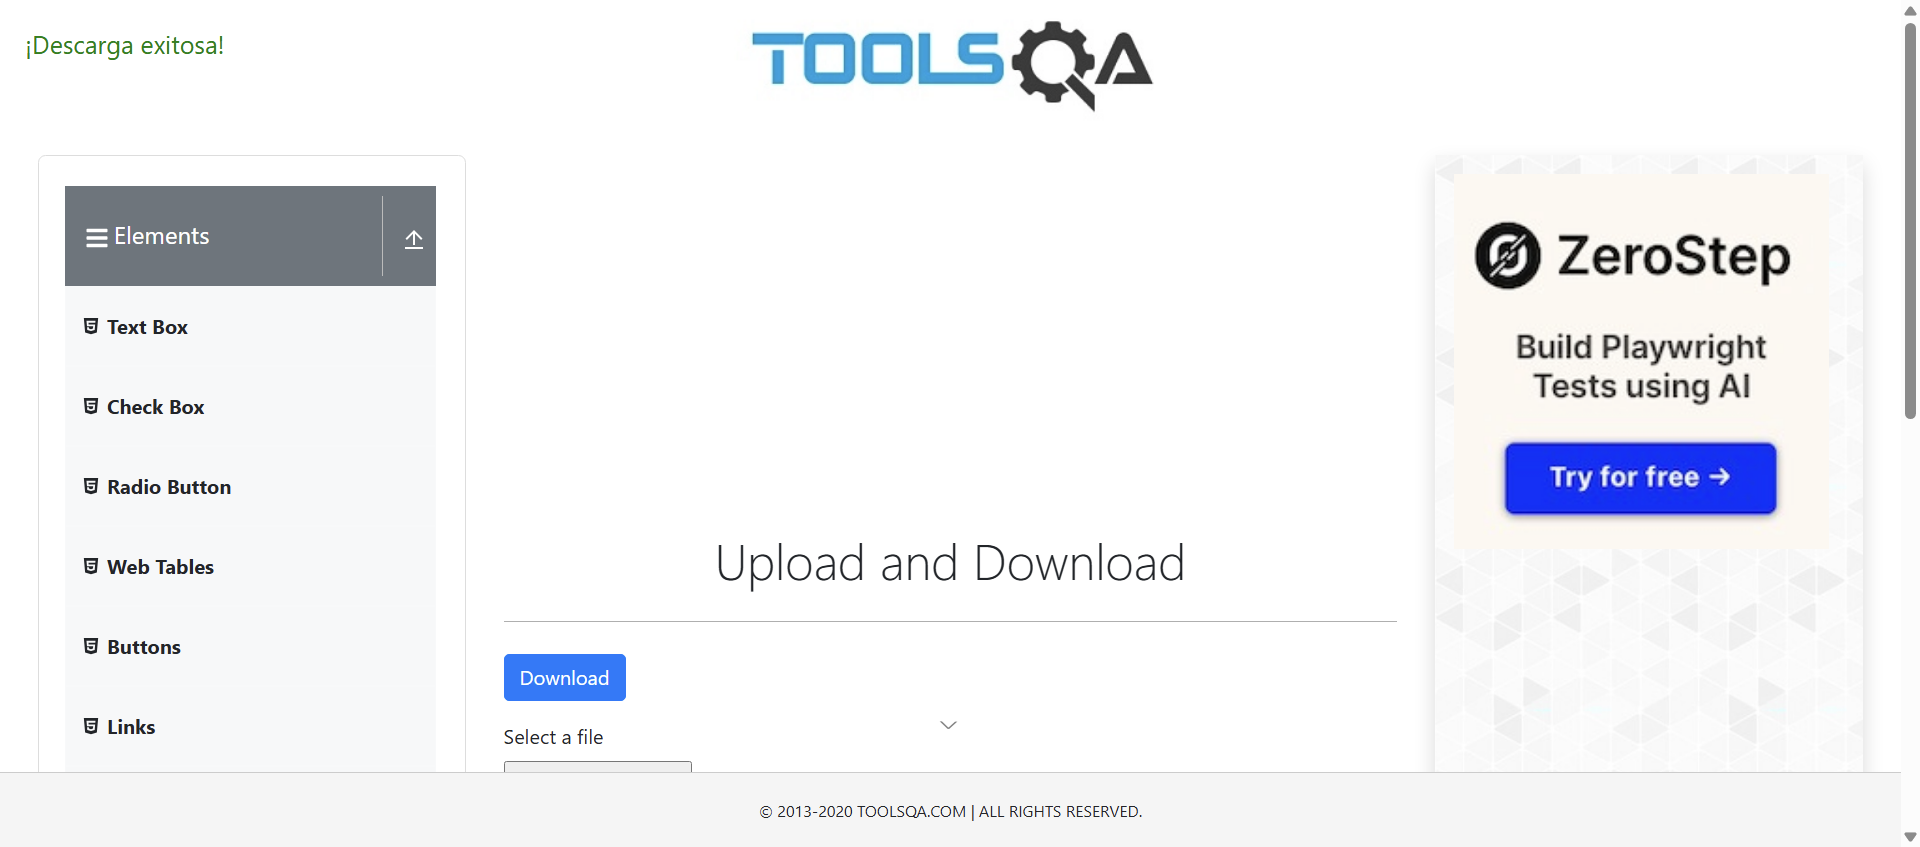 ¡Descarga exitosa!
TOOLSQA
Elements
Text Box
Check Box
Radio Button
Web Tables
Buttons
Links
Upload and Download
Download
Select a file
ZeroStep
Build Playwright
Tests using AI
Try for free →
© 2013-2020 TOOLSQA.COM | ALL RIGHTS RESERVED.